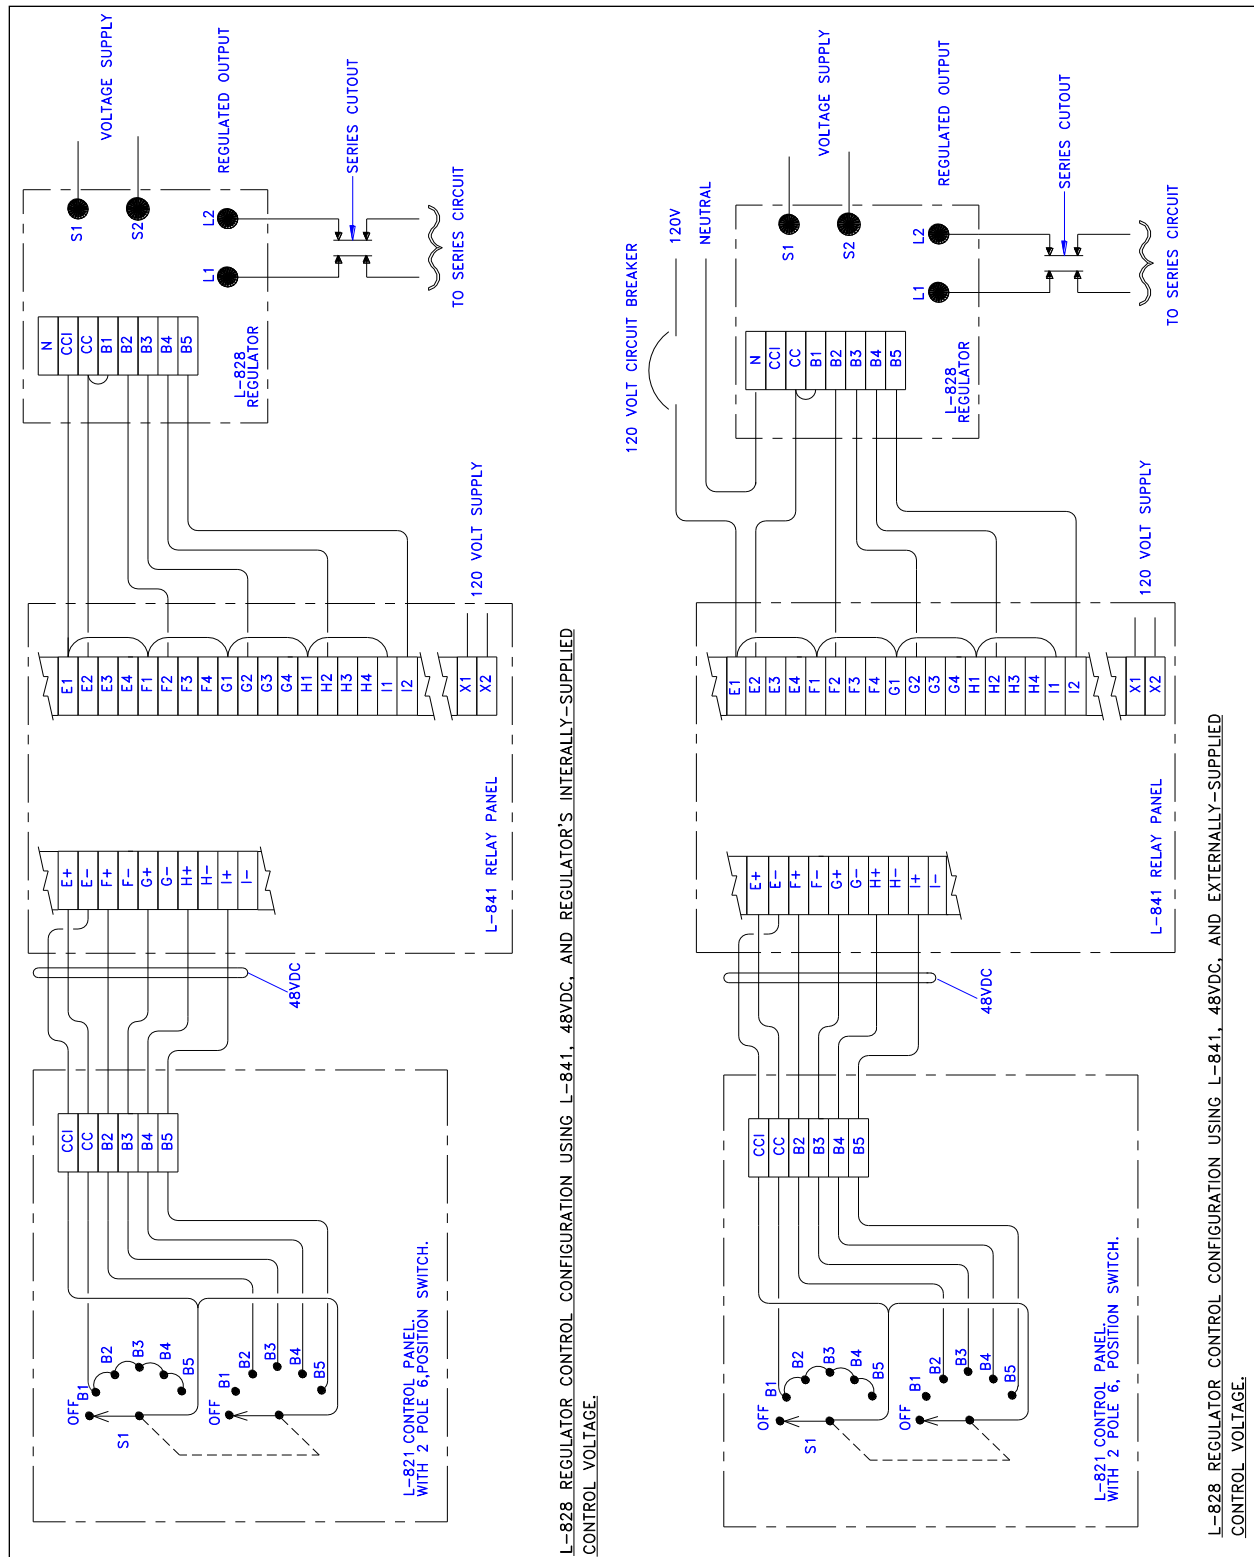 VOLTAGE SUPPLY
S1
S2
REGULATED OUTPUT
L1
L2
SERIES CUTOUT
TO SERIES CIRCUIT
N
CCI
CC
B1
B2
B3
B4
B5
L-828
REGULATOR
120 VOLT SUPPLY
E1
E2
E3
E4
F1
F2
F3
F4
G1
G2
G3
G4
H1
H2
H3
H4
I1
I2
X1
X2
L-841 RELAY PANEL
E+
E-
F+
F-
G+
G-
H+
H-
I+
I-
48VDC
CCI
CC
B2
B3
B4
B5
OFF
B1
B2
B3
B4
B5
S1
OFF
B1
B2
B3
B4
B5
L-821 CONTROL PANEL.
WITH 2 POLE 6,POSITION SWITCH.
L-828 REGULATOR CONTROL CONFIGURATION USING L-841, 48VDC, AND REGULATOR'S INTERALLY-SUPPLIED
CONTROL VOLTAGE.
120 VOLT CIRCUIT BREAKER
120V
NEUTRAL
VOLTAGE SUPPLY
S1
S2
REGULATED OUTPUT
L1
L2
SERIES CUTOUT
TO SERIES CIRCUIT
N
CCI
CC
B1
B2
B3
B4
B5
L-828
REGULATOR
120 VOLT SUPPLY
E1
E2
E3
E4
F1
F2
F3
F4
G1
G2
G3
G4
H1
H2
H3
H4
I1
I2
X1
X2
L-841 RELAY PANEL
E+
E-
F+
F-
G+
G-
H+
H-
I+
I-
48VDC
CCI
CC
B2
B3
B4
B5
OFF
B1
B2
B3
B4
B5
S1
OFF
B1
B2
B3
B4
B5
L-821 CONTROL PANEL.
WITH 2 POLE 6, POSITION SWITCH.
L-828 REGULATOR CONTROL CONFIGURATION USING L-841, 48VDC, AND EXTERNALLY-SUPPLIED
CONTROL VOLTAGE.